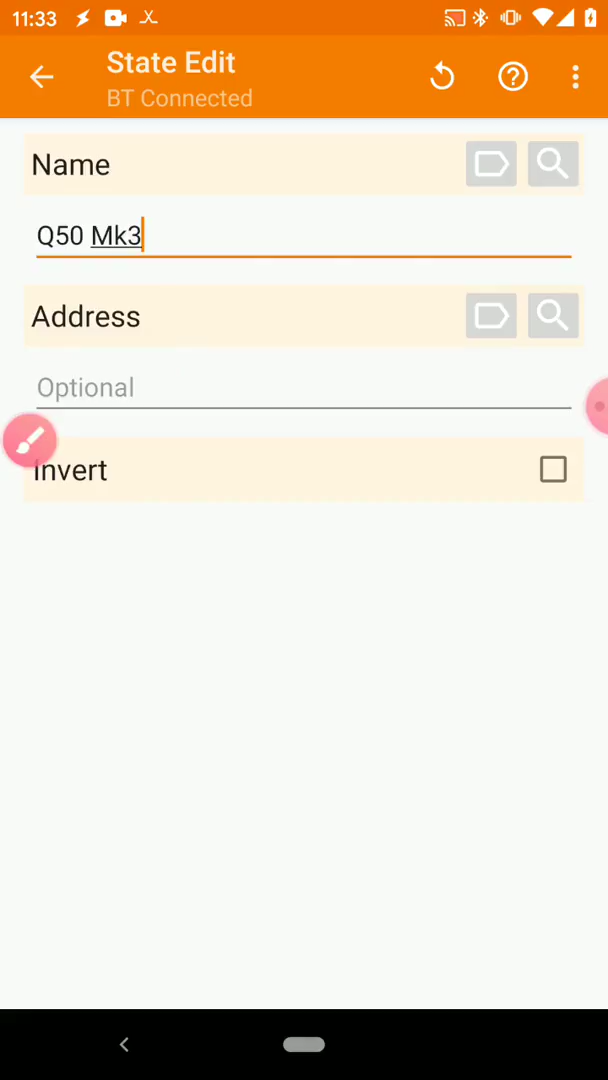 11:33
State Edit
BT Connected
Name
Q50 Mk3
Address
Optional
Invert